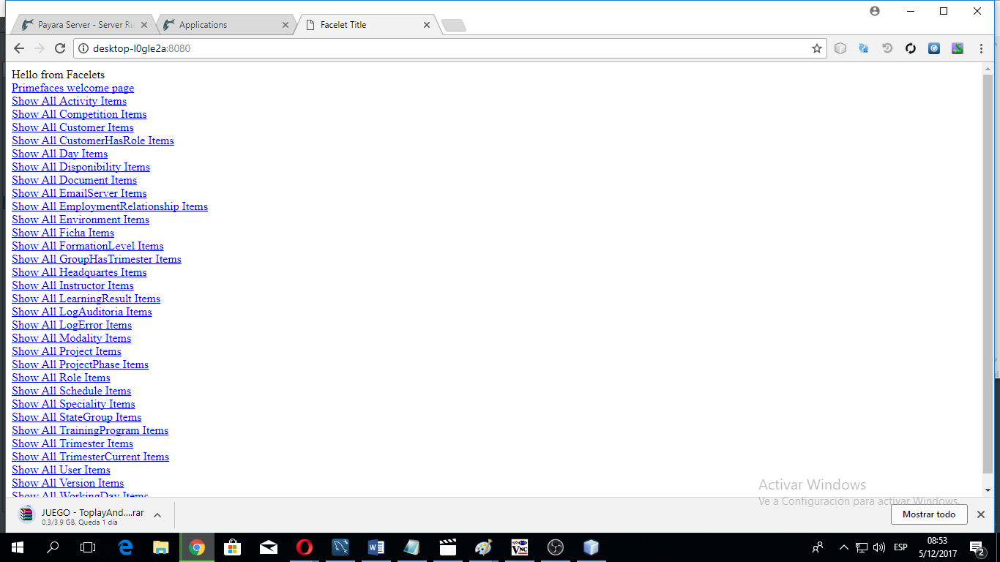 Payara Server - Server Ru
Applications
Facelet Title
desktop-l0gle2a:8080
Hello from Facelets
Primefaces welcome page
Show All Activity Items
Show All Competition Items
Show All Customer Items
Show All CustomerHasRole Items
Show All Day Items
Show All Disponibility Items
Show All Document Items
Show All EmailServer Items
Show All EmploymentRelationship Items
Show All Environment Items
Show All Ficha Items
Show All FormationLevel Items
Show All GroupHasTrimester Items
Show All Headquartes Items
Show All Instructor Items
Show All LearningResult Items
Show All LogAuditoria Items
Show All LogError Items
Show All Modality Items
Show All Project Items
Show All ProjectPhase Items
Show All Role Items
Show All Schedule Items
Show All Speciality Items
Show All StateGroup Items
Show All TrainingProgram Items
Show All Trimester Items
Show All TrimesterCurrent Items
Show All User Items
Show All Version Items
Show All WorkingDay Items
Activar Windows
Ve a Configuración para activar Windows.
JUEGO - ToplayAnd....rar
0,3/3,9 GB, Queda 1 día
Mostrar todo
ESP
08:53
5/12/2017
2